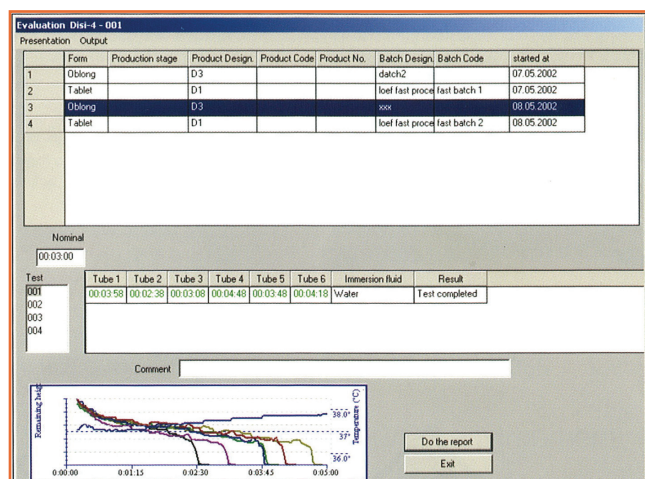 Evaluation Disi-4 - 001
Presentation Output
Form Production stage Product Design. Product Code Product No. Batch Design. Batch Code started at
1 Oblong D3 datch2 07.05.2002
2 Tablet D1 loef fast proce fast batch 1 07.05.2002
3 Oblong D3 xxx 08.05.2002
4 Tablet D1 loef fast proce fast batch 2 08.05.2002
Nominal
00:03:00
Test Tube 1 Tube 2 Tube 3 Tube 4 Tube 5 Tube 6 Immersion fluid Result
001 00:03:58 00:02:38 00:03:08 00:04:48 00:03:48 00:04:18 Water Test completed
002
003
004
Comment
Remaining heigh
Temperature (°C)
38.0°
37°
36.0°
0:00:00 0:01:15 0:02:30 0:03:45 0:05:00
Do the report
Exit